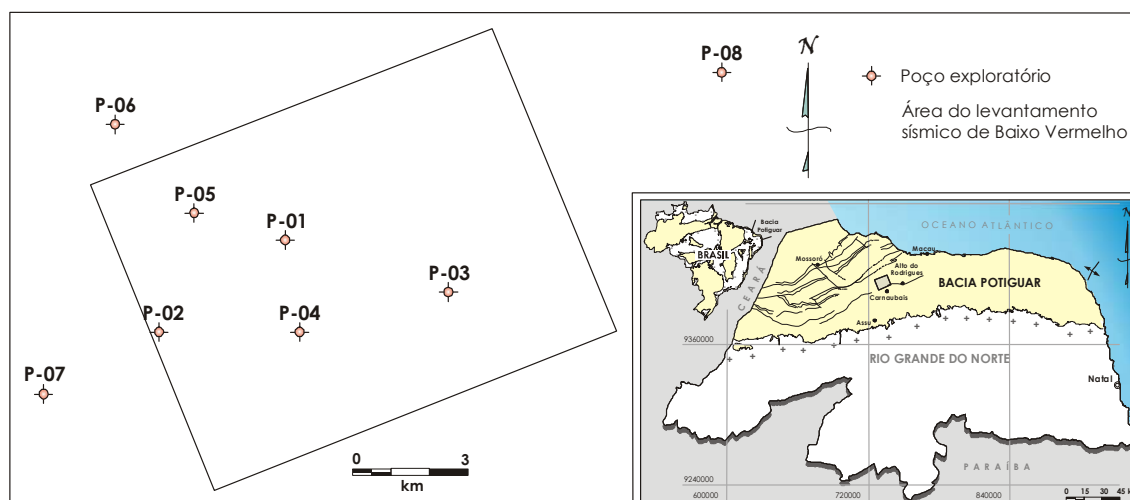 P-08
N
Poço exploratório
Área do levantamento
sísmico de Baixo Vermelho
P-06
P-05
P-01
P-03
P-02
P-04
P-07
0 3
km
Bacia
Potiguar
BRASIL
OCEANO ATLÂNTICO
N
Macau
Mossoró
Alto do
Rodrigues
BACIA POTIGUAR
Carnaubais
CEARÁ
Assu
9360000
RIO GRANDE DO NORTE
Natal
PARAÍBA
9240000
600000 720000 840000
0 15 30 45 k